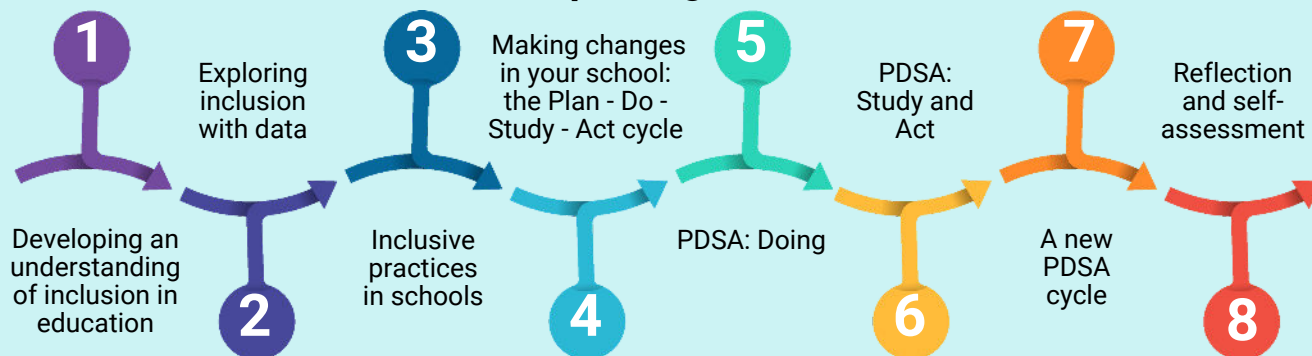 1
Developing an
understanding
of inclusion in
education
2
Exploring
inclusion
with data
3
Inclusive
practices
in schools
4
Making changes
in your school:
the Plan - Do -
Study - Act cycle
5
PDSA: Doing
6
PDSA:
Study and
Act
7
A new
PDSA
cycle
8
Reflection
and self-
assessment